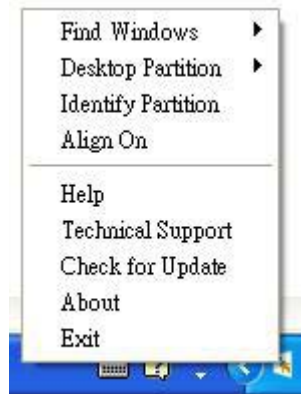 Find Windows
Desktop Partition
Identify Partition
Align On
Help
Technical Support
Check for Update
About
Exit